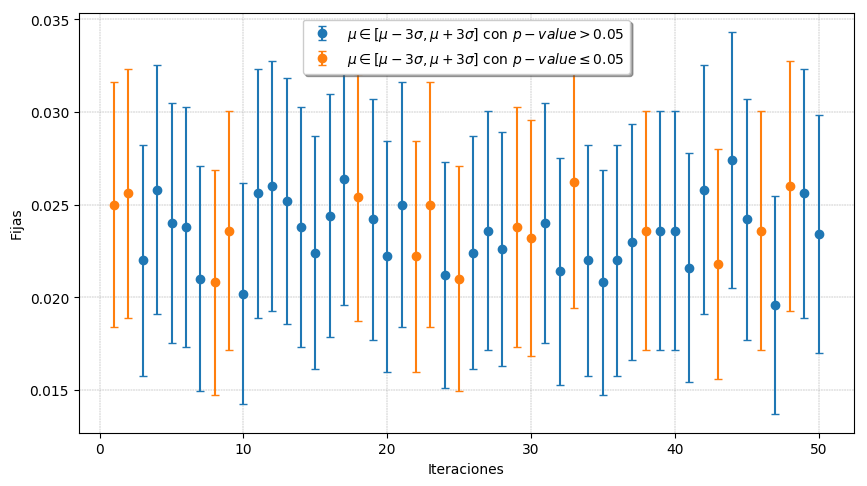 μ ∈ [μ − 3σ, μ + 3σ] con p − value > 0.05
μ ∈ [μ − 3σ, μ + 3σ] con p − value ≤ 0.05
0.035
0.030
0.025
0.020
0.015
Fijas
0 10 20 30 40 50
Iteraciones